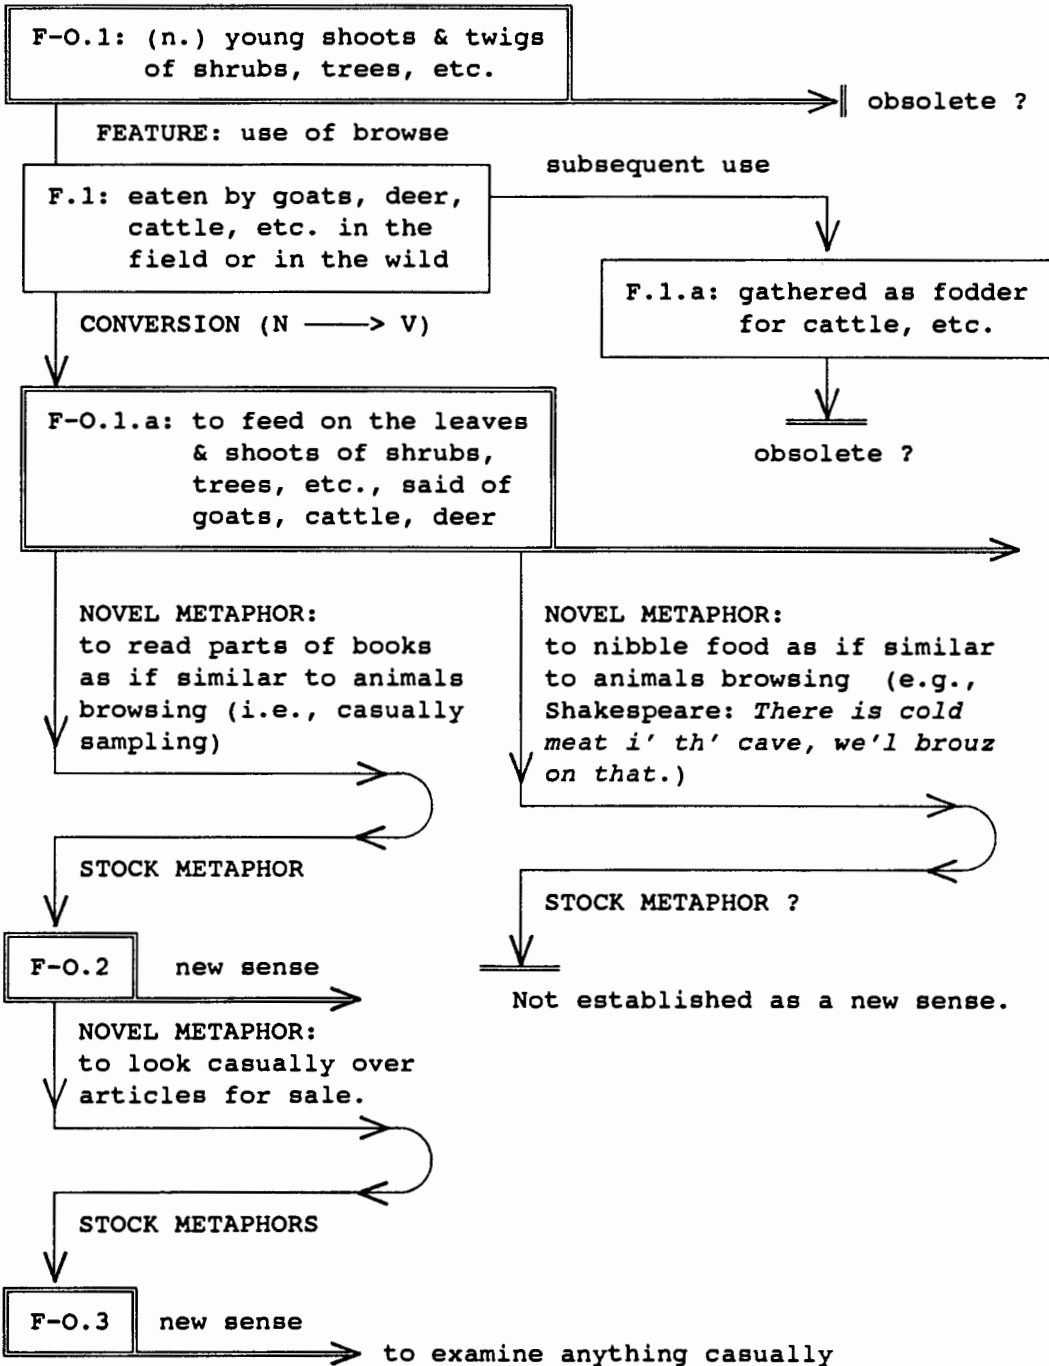 F-O.1: (n.) young shoots & twigs
of shrubs, trees, etc.
obsolete ?
FEATURE: use of browse
subsequent use
F.1: eaten by goats, deer,
cattle, etc. in the
field or in the wild
F.1.a: gathered as fodder
for cattle, etc.
CONVERSION (N ——> V)
obsolete ?
F-O.1.a: to feed on the leaves
& shoots of shrubs,
trees, etc., said of
goats, cattle, deer
NOVEL METAPHOR:
to read parts of books
as if similar to animals
browsing (i.e., casually
sampling)
NOVEL METAPHOR:
to nibble food as if similar
to animals browsing (e.g.,
Shakespeare: There is cold
meat i' th' cave, we'l brouz
on that.)
STOCK METAPHOR
STOCK METAPHOR ?
F-O.2 new sense
Not established as a new sense.
NOVEL METAPHOR:
to look casually over
articles for sale.
STOCK METAPHORS
F-O.3 new sense
to examine anything casually